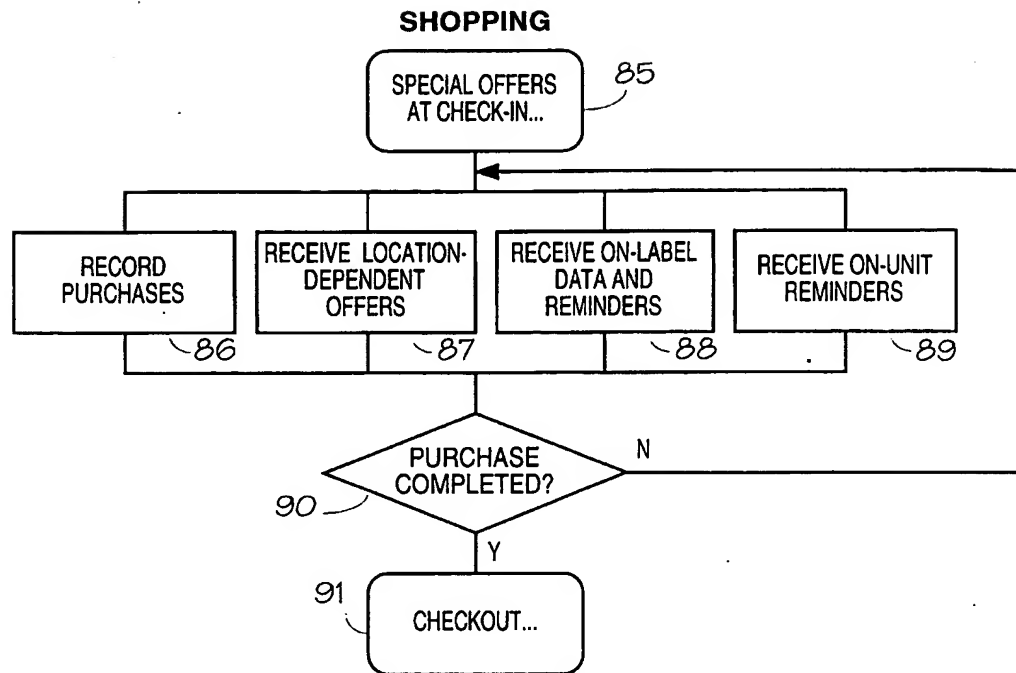 SHOPPING
SPECIAL OFFERS
AT CHECK-IN...
85
RECORD
PURCHASES
86
RECEIVE LOCATION-
DEPENDENT
OFFERS
87
RECEIVE ON-LABEL
DATA AND
REMINDERS
88
RECEIVE ON-UNIT
REMINDERS
89
PURCHASE
COMPLETED?
90
N
Y
91
CHECKOUT...